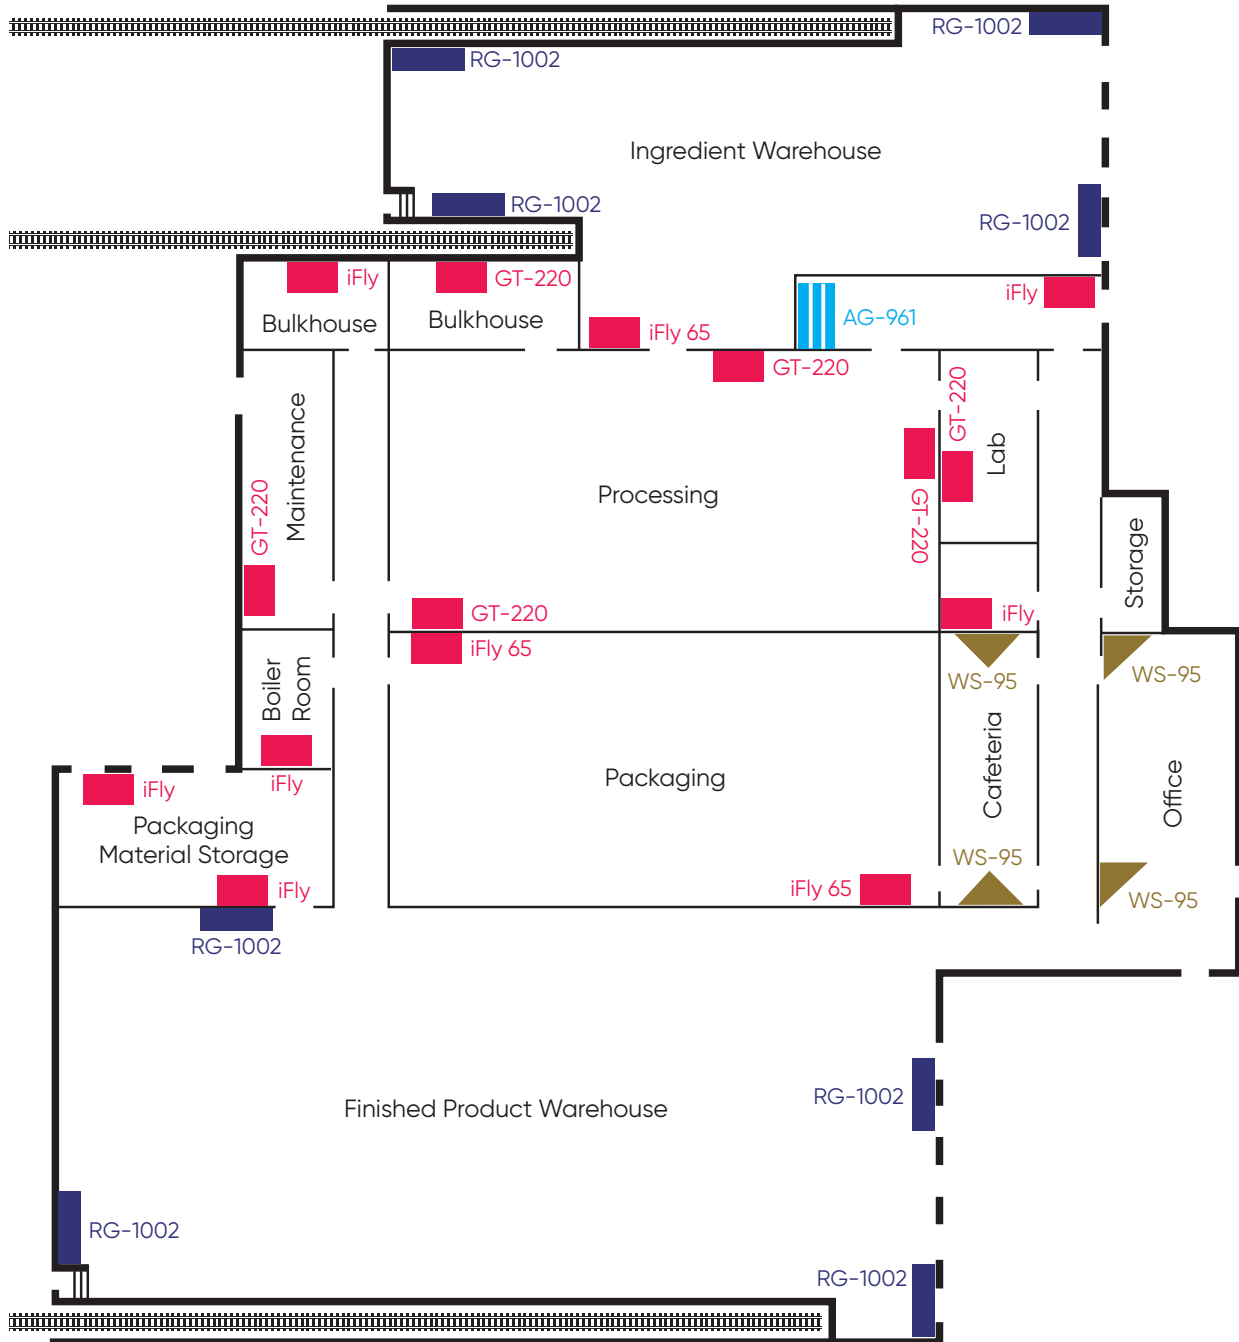 RG-1002
RG-1002
Ingredient Warehouse
RG-1002
RG-1002
iFly
GT-220
iFly
Bulkhouse
Bulkhouse
iFly 65
AG-961
GT-220
GT-220
Maintenance
Lab
GT-220
Processing
GT-220
Storage
GT-220
iFly
iFly 65
WS-95
WS-95
Boiler
Room
Cafeteria
Office
Packaging
iFly
iFly
Packaging
Material Storage
WS-95
iFly
iFly 65
WS-95
RG-1002
RG-1002
Finished Product Warehouse
RG-1002
RG-1002